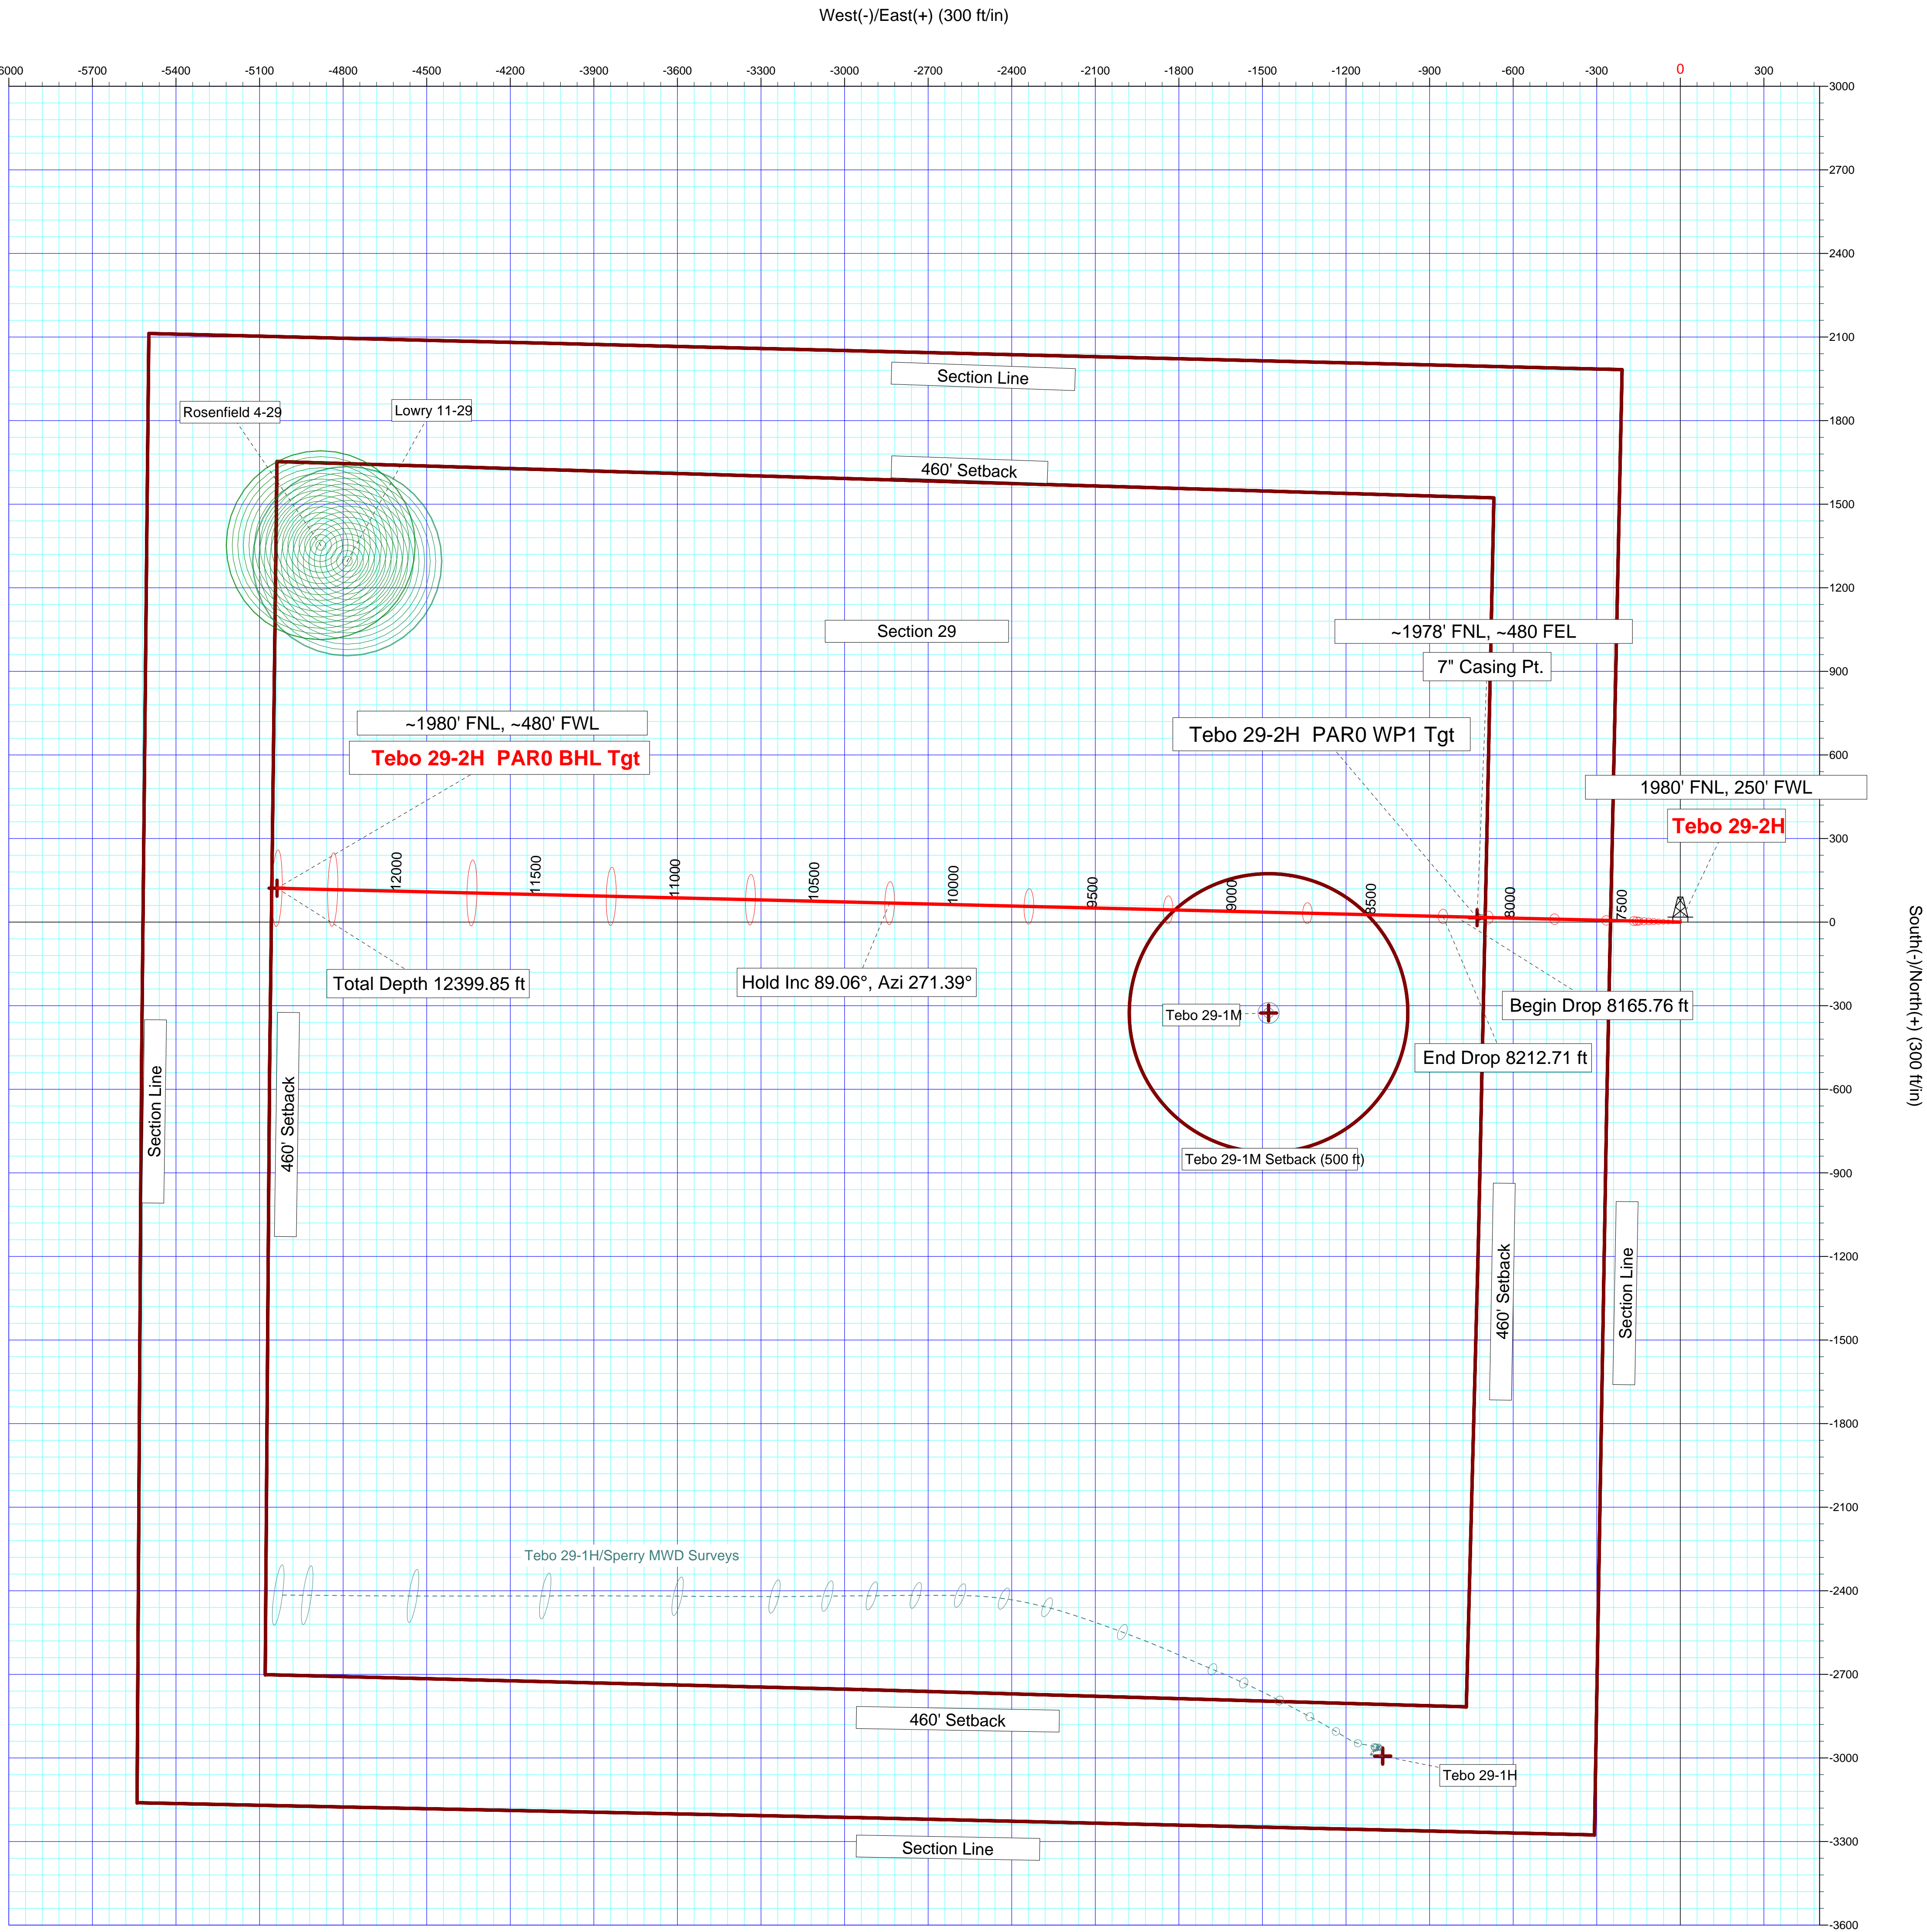 West(-)/East(+) (300 ft/in)
6000 -5700 -5400 -5100 -4800 -4500 -4200 -3900 -3600 -3300 -3000 -2700 -2400 -2100 -1800 -1500 -1200 -900 -600 -300 0 300
3000
2700
2400
2100
Section Line
Rosenfield 4-29
Lowry 11-29
1800
460' Setback
1500
1200
Section 29
~1978' FNL, ~480 FEL
7" Casing Pt.
900
~1980' FNL, ~480' FWL
Tebo 29-2H PAR0 WP1 Tgt
Tebo 29-2H PAR0 BHL Tgt
600
1980' FNL, 250' FWL
Tebo 29-2H
300
12000
11500
11000
10500
10000
9500
9000
8500
8000
7500
0
Total Depth 12399.85 ft
Hold Inc 89.06°, Azi 271.39°
Begin Drop 8165.76 ft
-300
Tebo 29-1M
End Drop 8212.71 ft
South(-)/North(+) (300 ft/in)
-600
Section Line
460' Setback
Tebo 29-1M Setback (500 ft)
-900
-1200
460' Setback
Section Line
-1500
-1800
-2100
Tebo 29-1H/Sperry MWD Surveys
-2400
-2700
460' Setback
-3000
Tebo 29-1H
-3300
Section Line
-3600